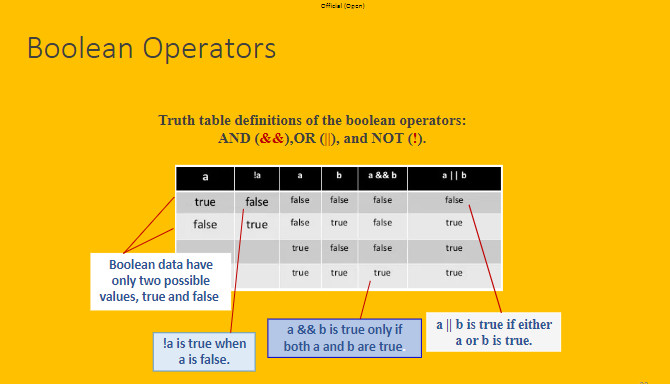 Official (Open)
Boolean Operators
Truth table definitions of the boolean operators:
AND (&&),OR (||), and NOT (!).
a !a a b a && b a || b
true false false false false false
false true false true false true
true false false true
true true true true
Boolean data have
only two possible
values, true and false
!a is true when
a is false.
a && b is true only if
both a and b are true
a || b is true if either
a or b is true.